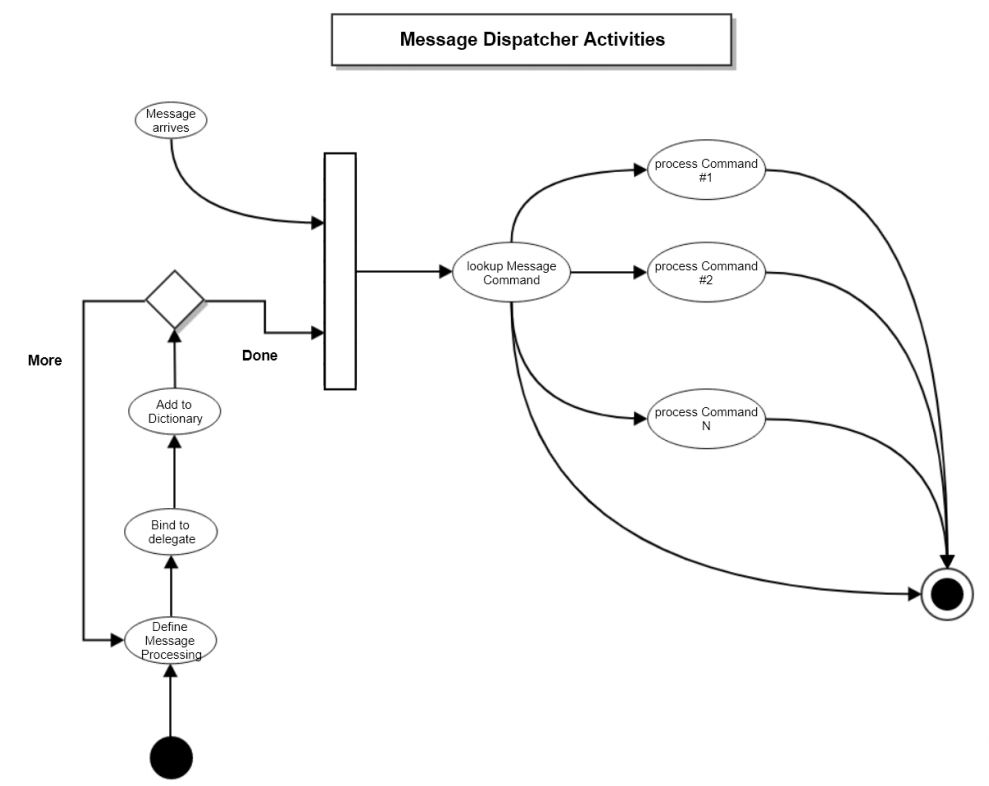 Message Dispatcher Activities
Message
arrives
process Command
#1
lookup Message
Command
process Command
#2
More
Done
Add to
Dictionary
process Command
N
Bind to
delegate
Define
Message
Processing